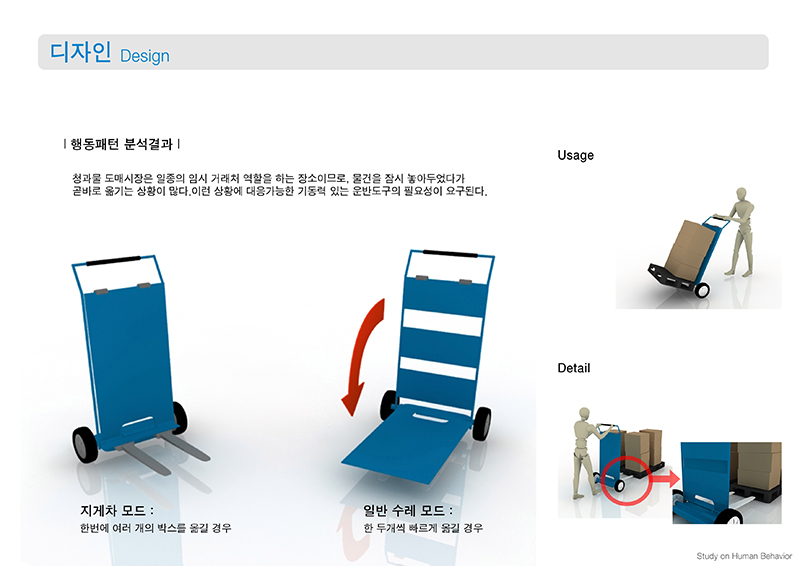 디자인 Design
| 행동패턴 분석결과 |
청과물 도매시장은 일종의 임시 거래처 역할을 하는 장소이므로, 물건을 잠시 놓아두었다가
곧바로 옮기는 상황이 많다.이런 상황에 대응가능한 기동력 있는 운반도구의 필요성이 요구된다.
Usage
Detail
지게차 모드 :
한번에 여러 개의 박스를 옮길 경우
일반 수레 모드 :
한 두개씩 빠르게 옮길 경우
Study on Human Behavior